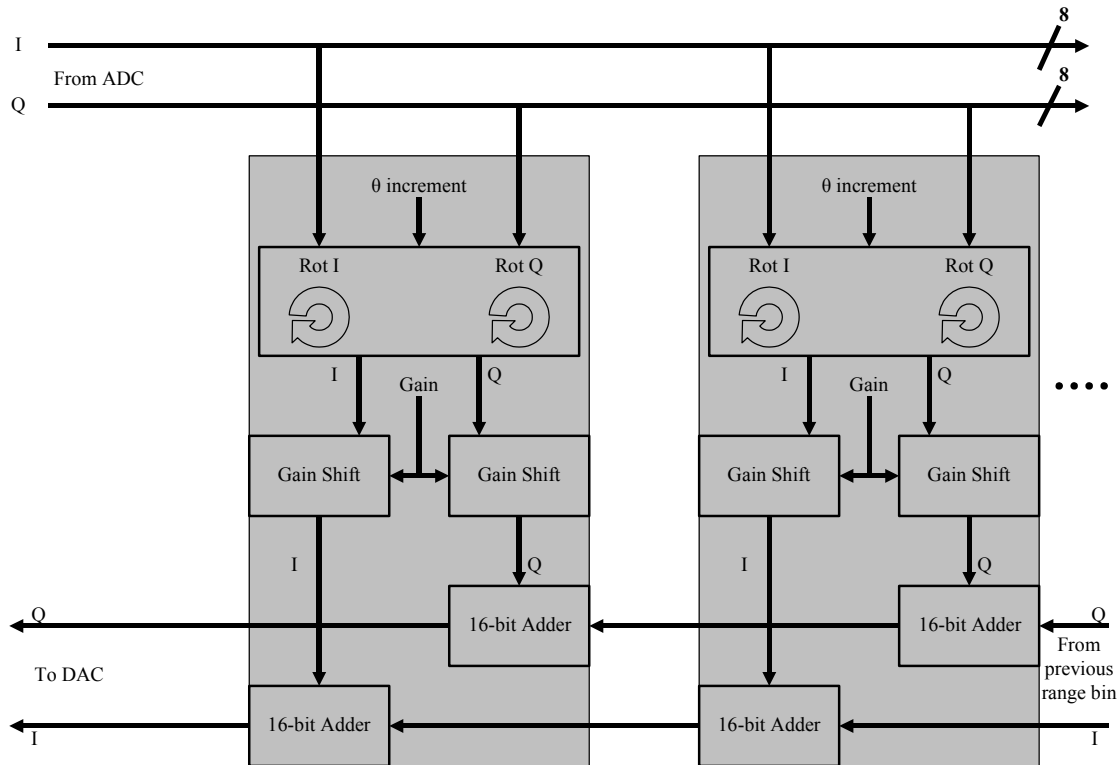 8
I
From ADC
8
Q
θ increment
θ increment
Rot I
Rot Q
Rot I
Rot Q
I
Gain
Q
I
Gain
Q
Gain Shift
Gain Shift
Gain Shift
Gain Shift
I
Q
I
Q
Q
16-bit Adder
16-bit Adder
Q
To DAC
From
previous
range bin
16-bit Adder
16-bit Adder
I
I